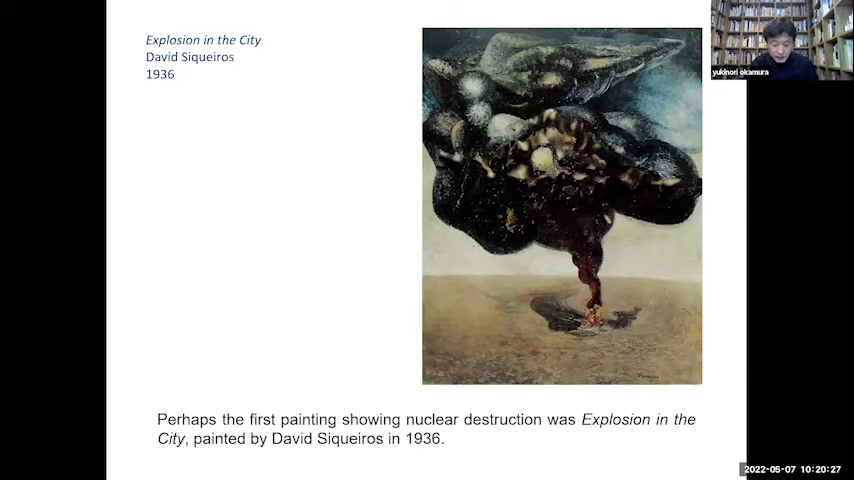 Explosion in the City
David Siqueiros
1936
yukinori okamura
Perhaps the first painting showing nuclear destruction was Explosion in the
City, painted by David Siqueiros in 1936.
2022-05-07 10:20:27